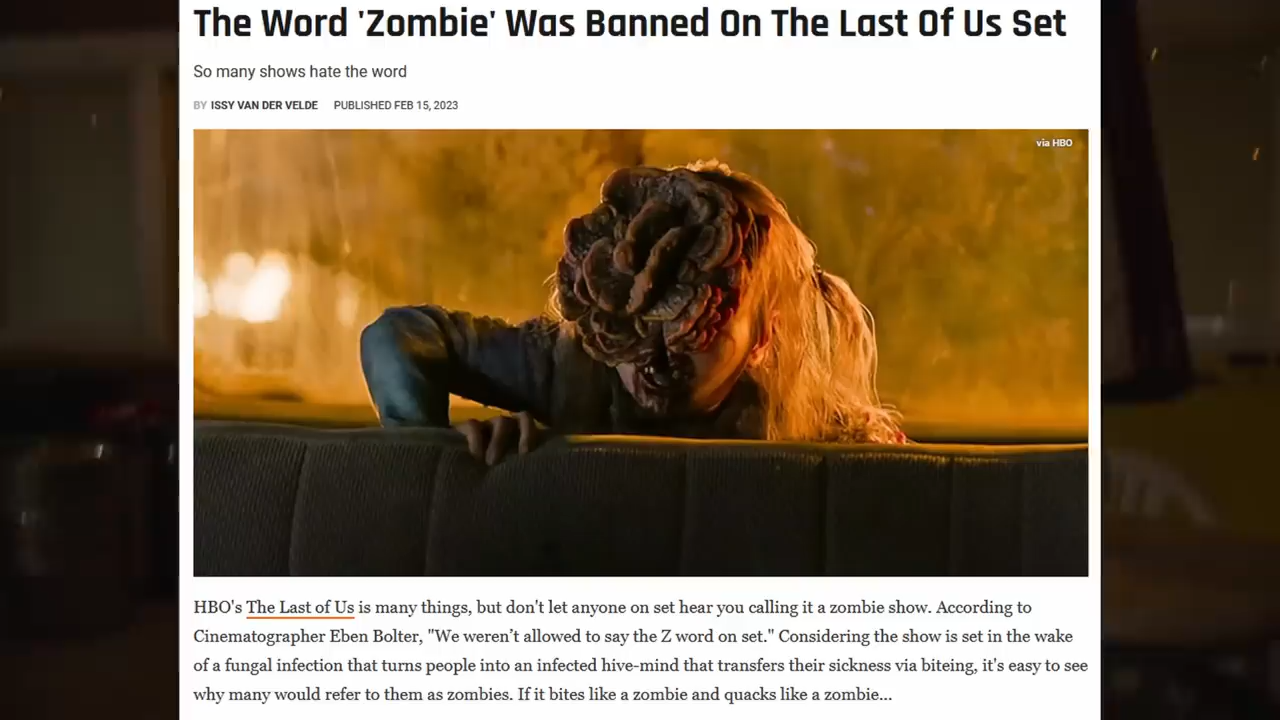 The Word 'Zombie' Was Banned On The Last Of Us Set
So many shows hate the word
BY ISSY VAN DER VELDE PUBLISHED FEB 15, 2023
via HBO
HBO's The Last of Us is many things, but don't let anyone on set hear you calling it a zombie show. According to
Cinematographer Eben Bolter, "We weren’t allowed to say the Z word on set." Considering the show is set in the wake
of a fungal infection that turns people into an infected hive-mind that transfers their sickness via biteing, it's easy to see
why many would refer to them as zombies. If it bites like a zombie and quacks like a zombie...